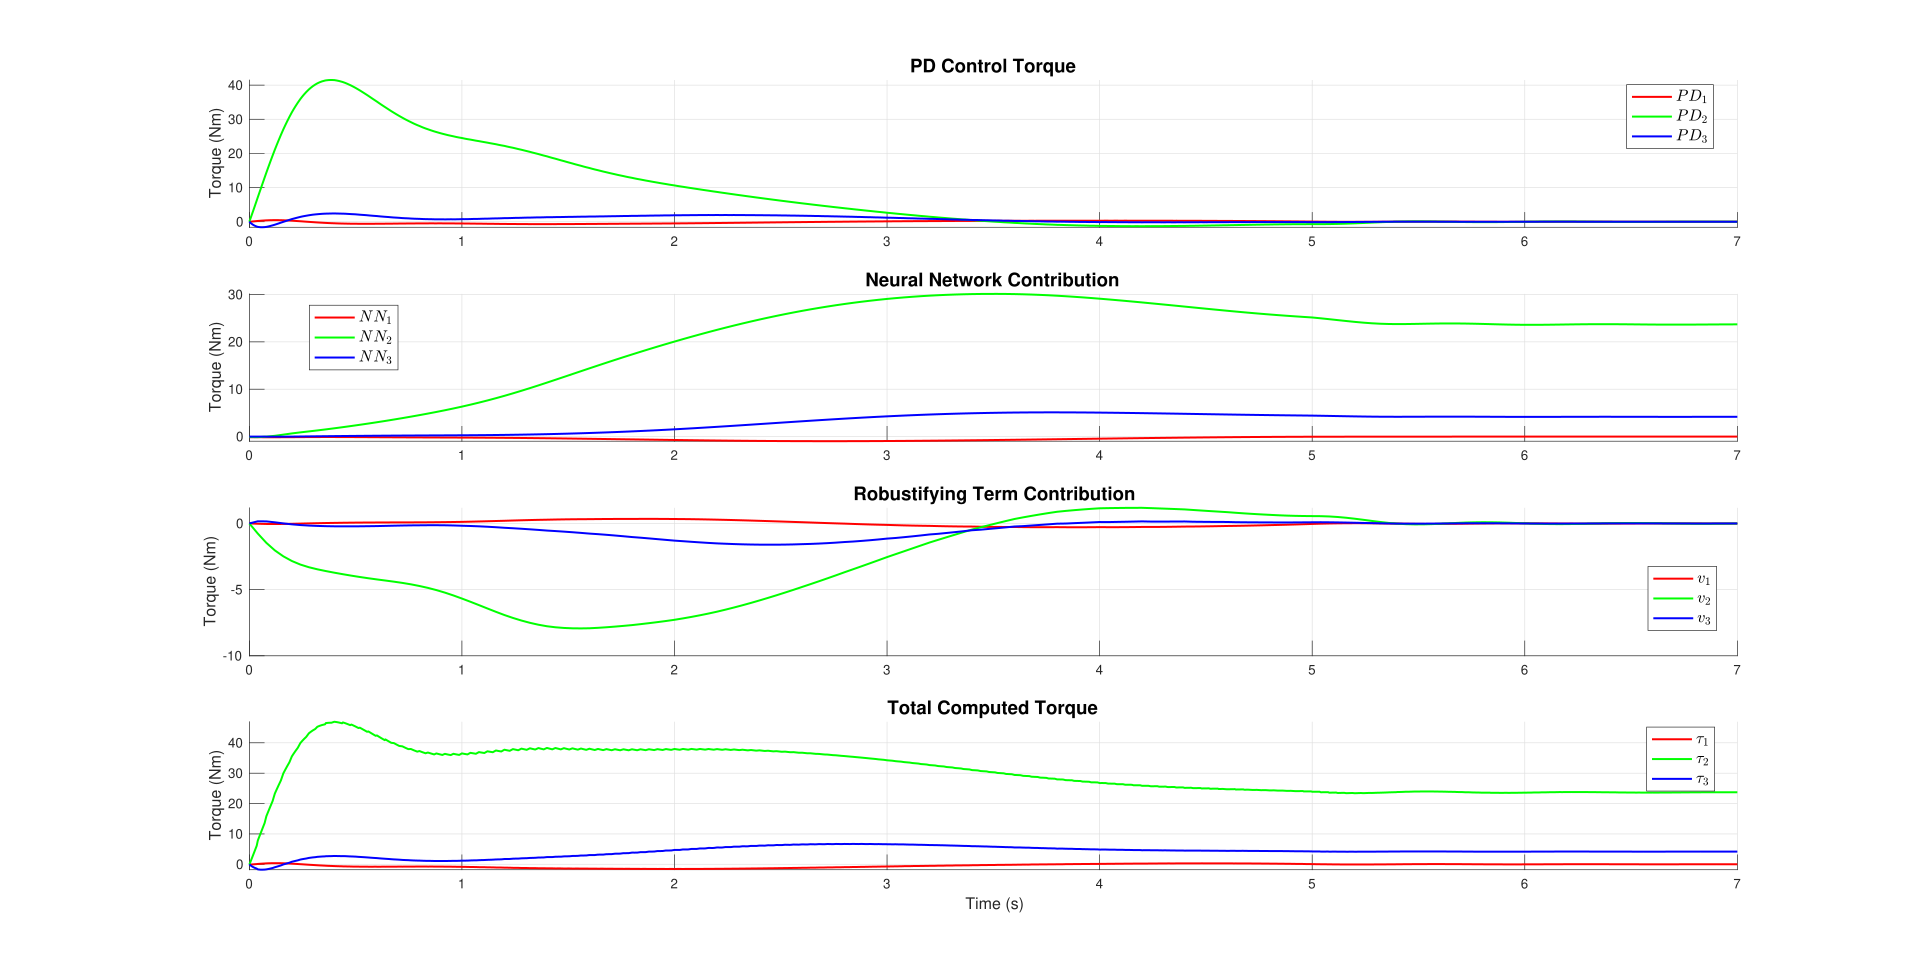 PD Control Torque
Torque (Nm)
40
30
20
10
0
0 1 2 3 4 5 6 7
PD₁
PD₂
PD₃
Neural Network Contribution
Torque (Nm)
30
20
10
0
0 1 2 3 4 5 6 7
NN₁
NN₂
NN₃
Robustifying Term Contribution
Torque (Nm)
0
-5
-10
0 1 2 3 4 5 6 7
v₁
v₂
v₃
Total Computed Torque
Torque (Nm)
40
30
20
10
0
0 1 2 3 4 5 6 7
τ₁
τ₂
τ₃
Time (s)